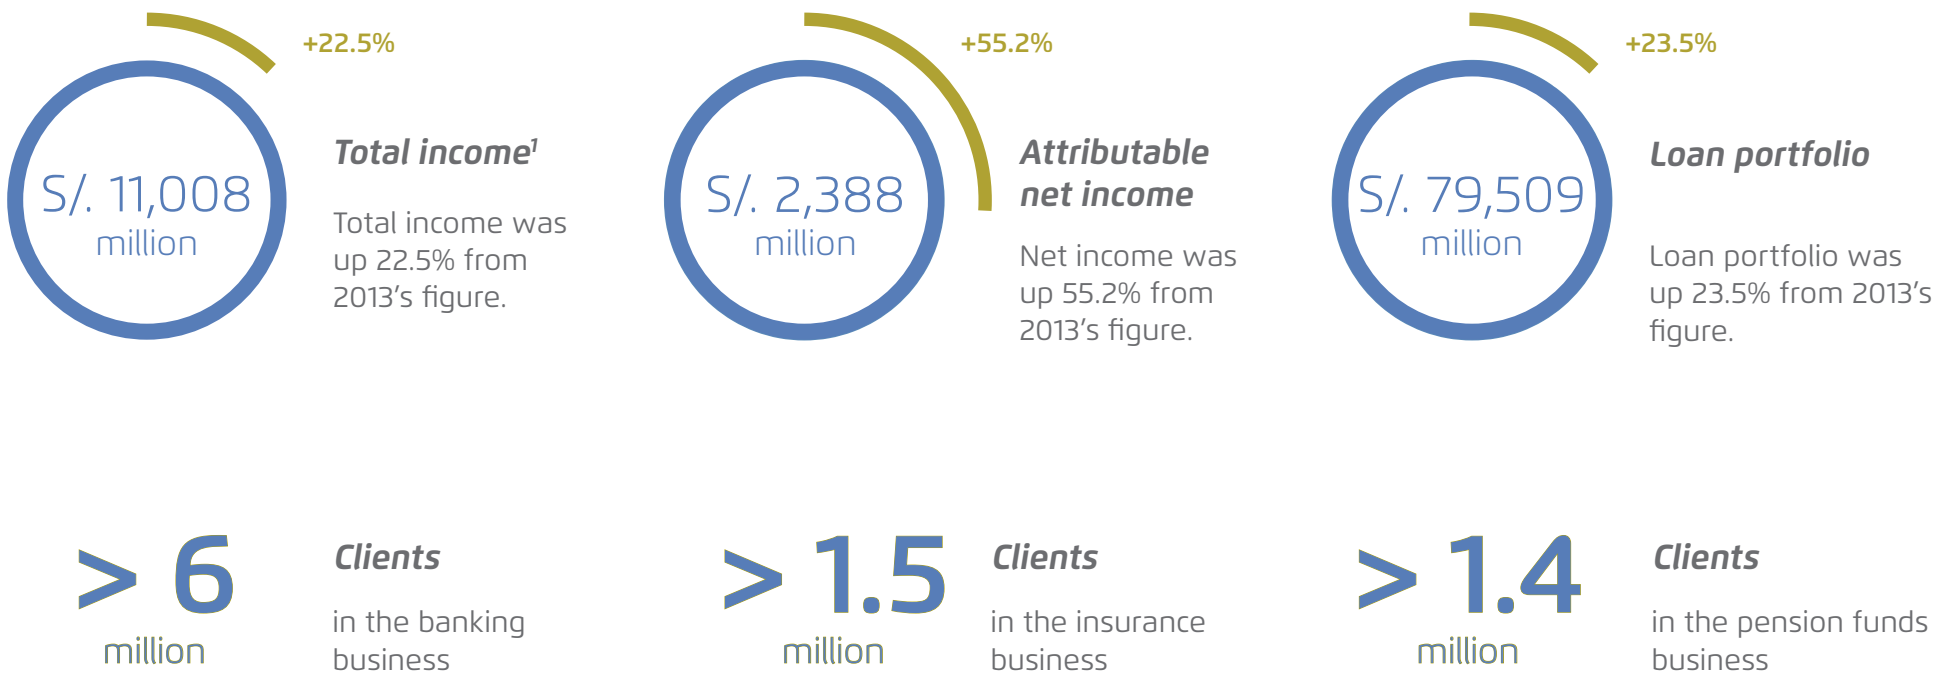 +22.5%
S/. 11,008
million
Total income¹
Total income was
up 22.5% from
2013’s figure.
+55.2%
S/. 2,388
million
Attributable
net income
Net income was
up 55.2% from
2013’s figure.
+23.5%
S/. 79,509
million
Loan portfolio
Loan portfolio was
up 23.5% from 2013’s
figure.
> 6
million
Clients
in the banking
business
> 1.5
million
Clients
in the insurance
business
> 1.4
million
Clients
in the pension funds
business